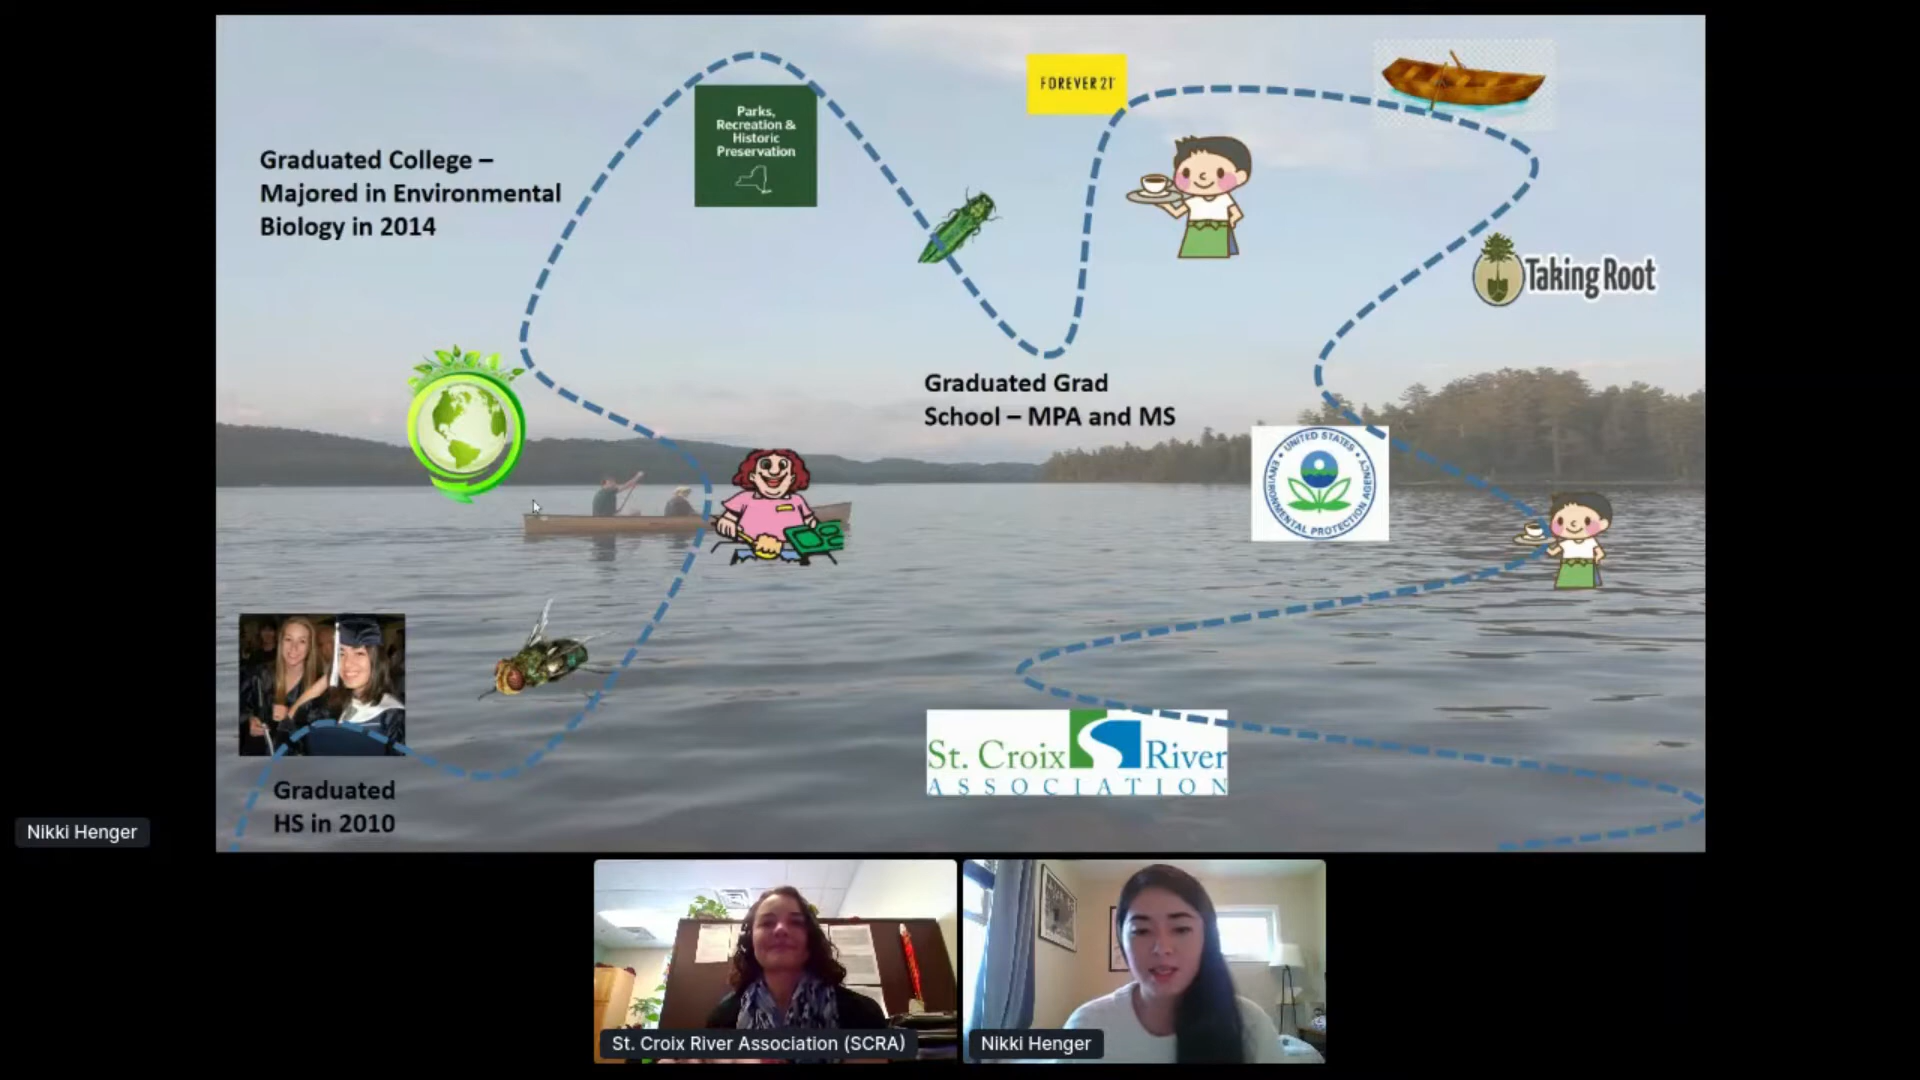 Parks,
Recreation &
Historic
Preservation
FOREVER 21
Graduated College –
Majored in Environmental
Biology in 2014
Taking Root
Graduated Grad
School – MPA and MS
UNITED STATES
ENVIRONMENTAL PROTECTION AGENCY
St. Croix River
ASSOCIATION
Graduated
HS in 2010
Nikki Henger
St. Croix River Association (SCRA)
Nikki Henger